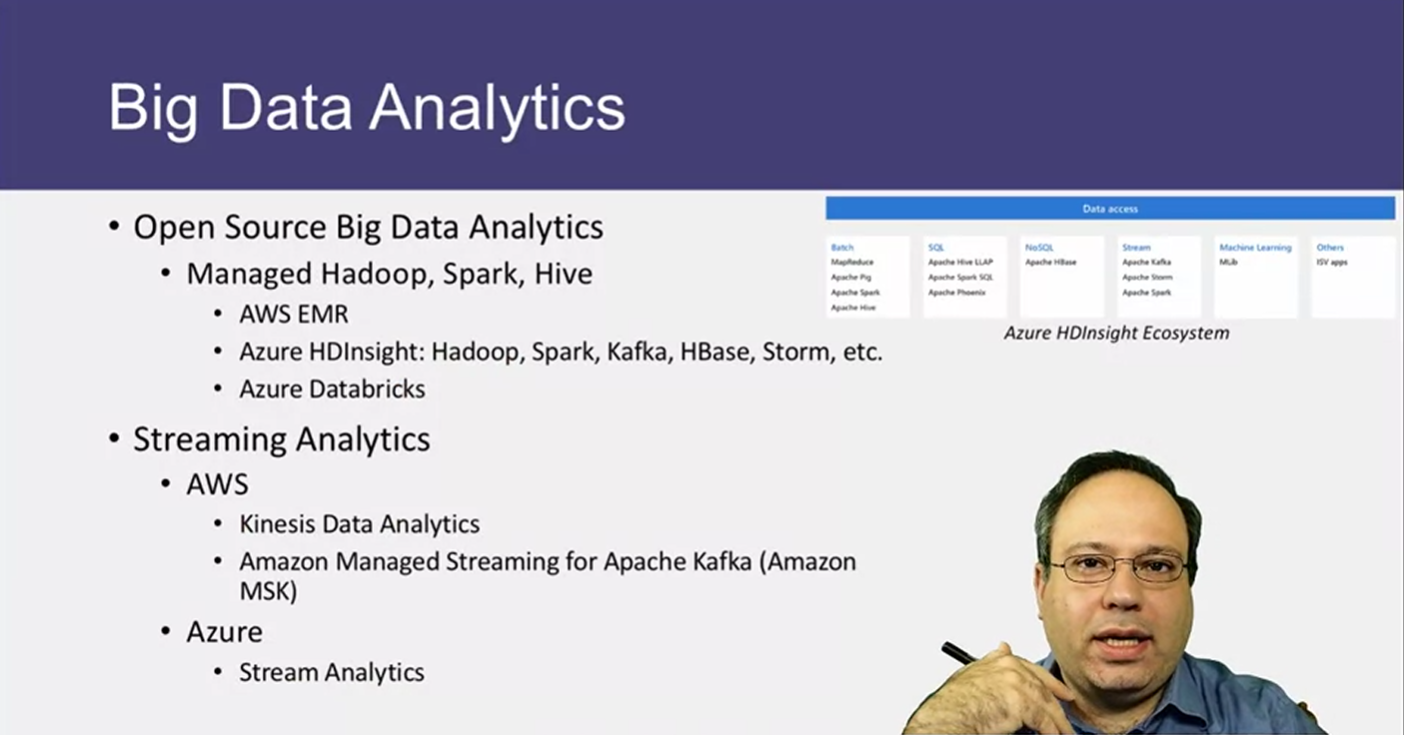 Big Data Analytics
• Open Source Big Data Analytics
• Managed Hadoop, Spark, Hive
• AWS EMR
• Azure HDInsight: Hadoop, Spark, Kafka, HBase, Storm, etc.
• Azure Databricks
• Streaming Analytics
• AWS
• Kinesis Data Analytics
• Amazon Managed Streaming for Apache Kafka (Amazon
MSK)
• Azure
• Stream Analytics
Data access
Batch
MapReduce
Apache Pig
Apache Spark
Apache Hive
SQL
Apache Hive LLAP
Apache Spark SQL
Apache Phoenix
NoSQL
Apache HBase
Stream
Apache Kafka
Apache Storm
Apache Spark
Machine Learning
MLib
Others
ISV apps
Azure HDInsight Ecosystem